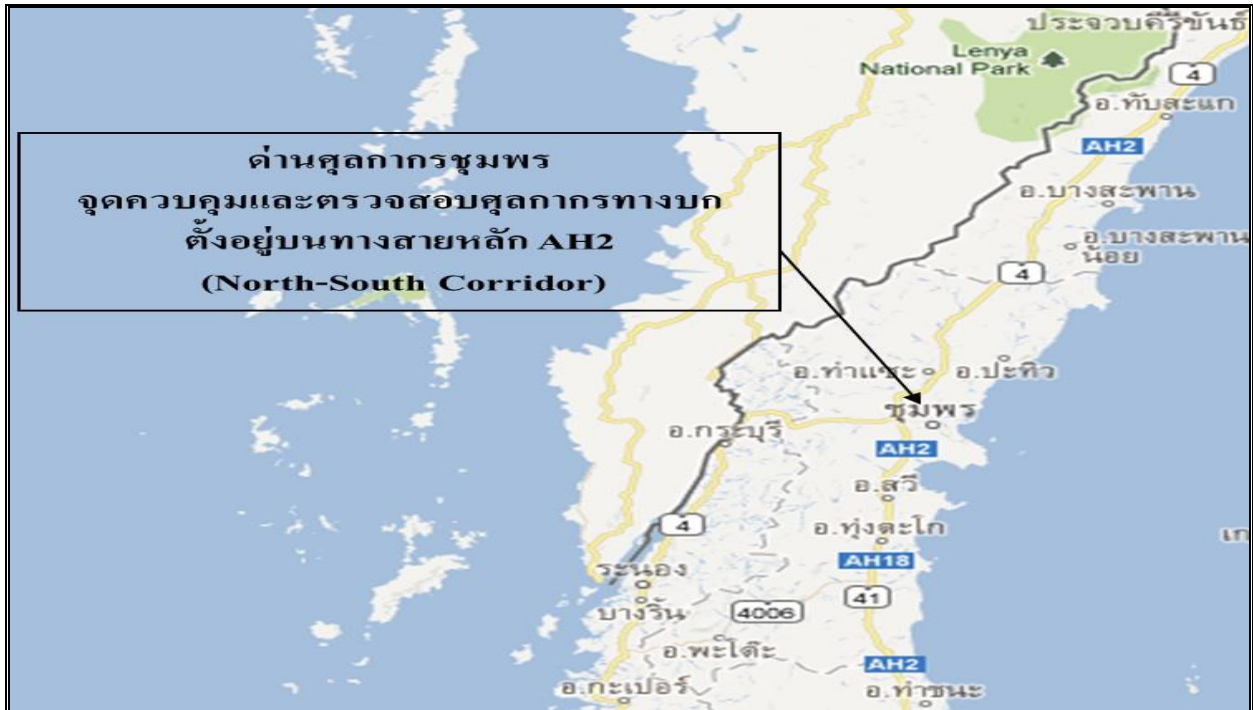 ประจวบคีรีขันธ์
Lenya
National Park
4
อ.ทับสะแก
AH2
ด่านศุลกากรชุมพร
จุดควบคุมและตรวจสอบศุลกากรทางบก
ตั้งอยู่บนทางสายหลัก AH2
(North-South Corridor)
อ.บางสะพาน
อ.บางสะพาน
น้อย
4
อ.ท่าแซะ
อ.ปะทิว
ชุมพร
อ.กระบุรี
AH2
อ.สวี
4
อ.ทุ่งตะโก
เก
AH18
ระนอง
41
บางริ้น
4006
อ.พะโต๊ะ
AH2
อ.กะเปอร์
อ.ท่าชนะ